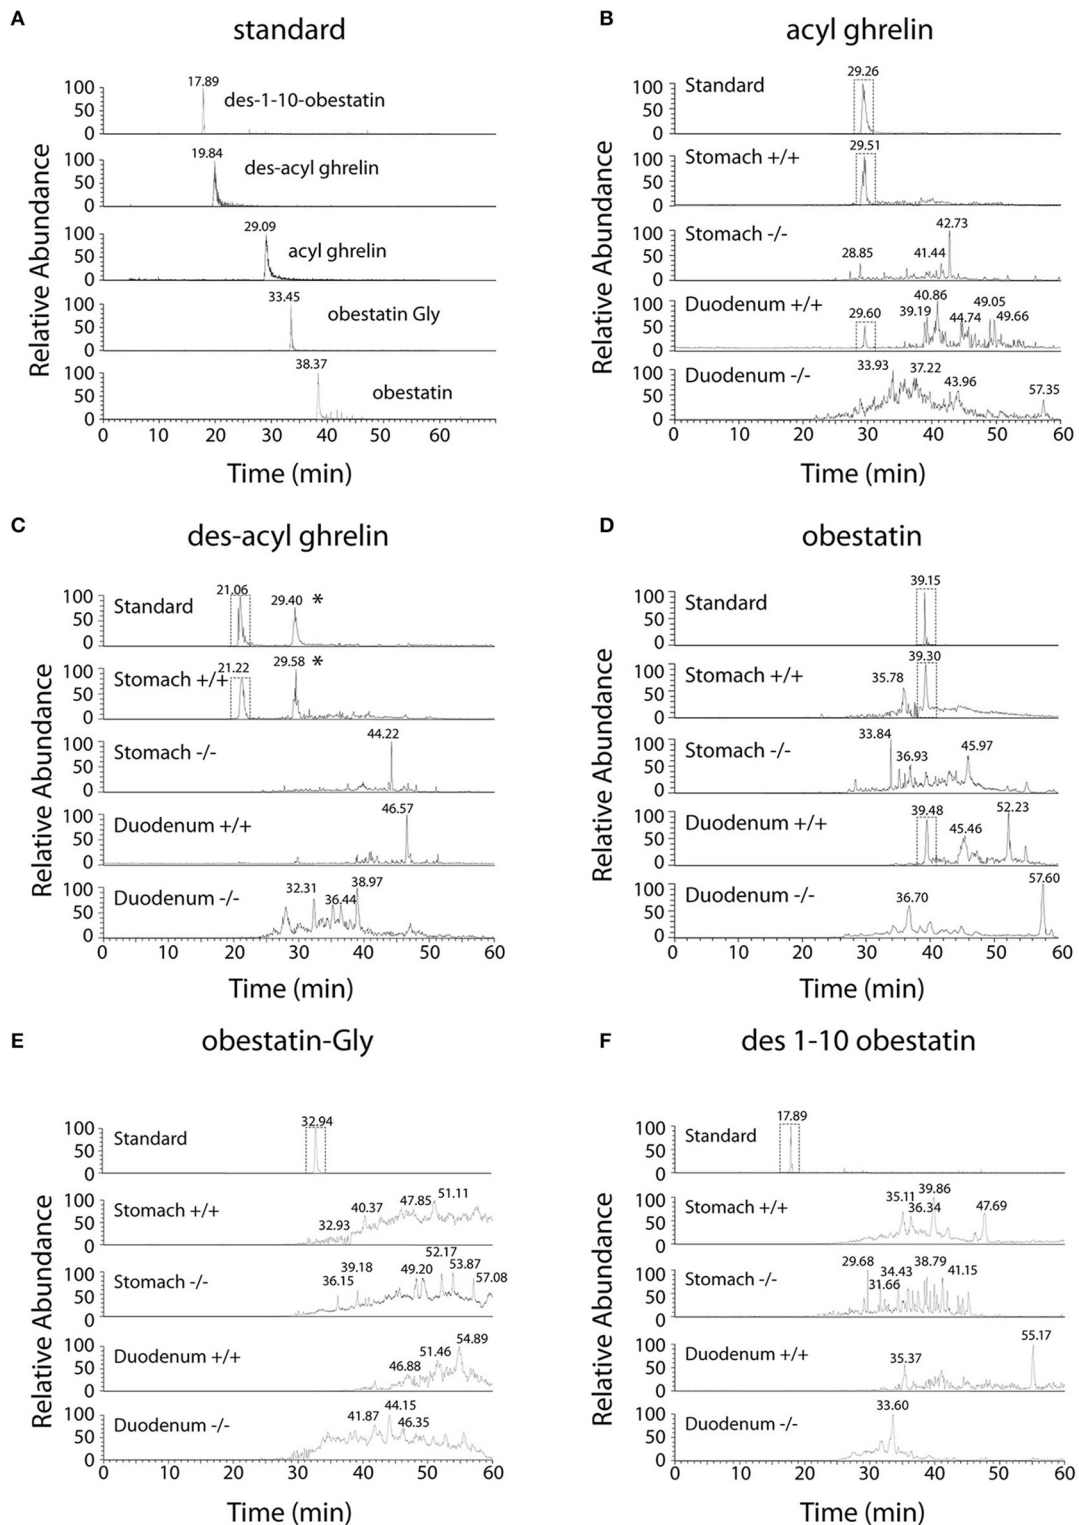 A
standard
Relative Abundance
100
50
0
17.89
des-1-10-obestatin
100
50
0
19.84
des-acyl ghrelin
100
50
0
29.09
acyl ghrelin
100
50
0
33.45
obestatin Gly
100
50
0
38.37
obestatin
0 10 20 30 40 50 60
Time (min)
B
acyl ghrelin
Relative Abundance
100
50
0
Standard
29.26
100
50
0
Stomach +/+
29.51
100
50
0
Stomach -/-
28.85 41.44 42.73
100
50
0
Duodenum +/+
29.60 39.19 40.86 44.74 49.05 49.66
100
50
0
Duodenum -/-
33.93 37.22 43.96 57.35
0 10 20 30 40 50 60
Time (min)
C
des-acyl ghrelin
Relative Abundance
100
50
0
Standard
21.06 29.40 *
100
50
0
Stomach +/+
21.22 29.58 *
100
50
0
Stomach -/-
44.22
100
50
0
Duodenum +/+
46.57
100
50
0
Duodenum -/-
32.31 36.44 38.97
0 10 20 30 40 50 60
Time (min)
D
obestatin
Relative Abundance
100
50
0
Standard
39.15
100
50
0
Stomach +/+
35.78 39.30
100
50
0
Stomach -/-
33.84 36.93 45.97
100
50
0
Duodenum +/+
39.48 45.46 52.23
100
50
0
Duodenum -/-
36.70 57.60
0 10 20 30 40 50 60
Time (min)
E
obestatin-Gly
Relative Abundance
100
50
0
Standard
32.94
100
50
0
Stomach +/+
32.93 40.37 47.85 51.11
100
50
0
Stomach -/-
36.15 39.18 49.20 52.17 53.87 57.08
100
50
0
Duodenum +/+
46.88 51.46 54.89
100
50
0
Duodenum -/-
41.87 44.15 46.35
0 10 20 30 40 50 60
Time (min)
F
des 1-10 obestatin
Relative Abundance
100
50
0
Standard
17.89
100
50
0
Stomach +/+
35.11 36.34 39.86 47.69
100
50
0
Stomach -/-
29.68 31.66 34.43 38.79 41.15
100
50
0
Duodenum +/+
35.37 55.17
100
50
0
Duodenum -/-
33.60
0 10 20 30 40 50 60
Time (min)